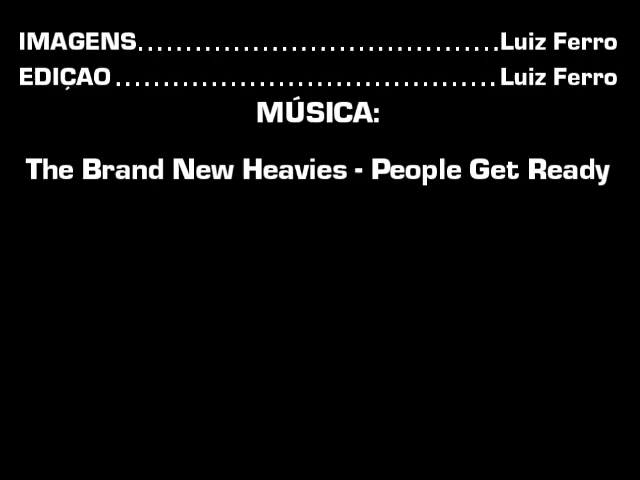 IMAGENS.......................................Luiz Ferro
EDIÇAO.........................................Luiz Ferro
MÚSICA:
The Brand New Heavies - People Get Ready